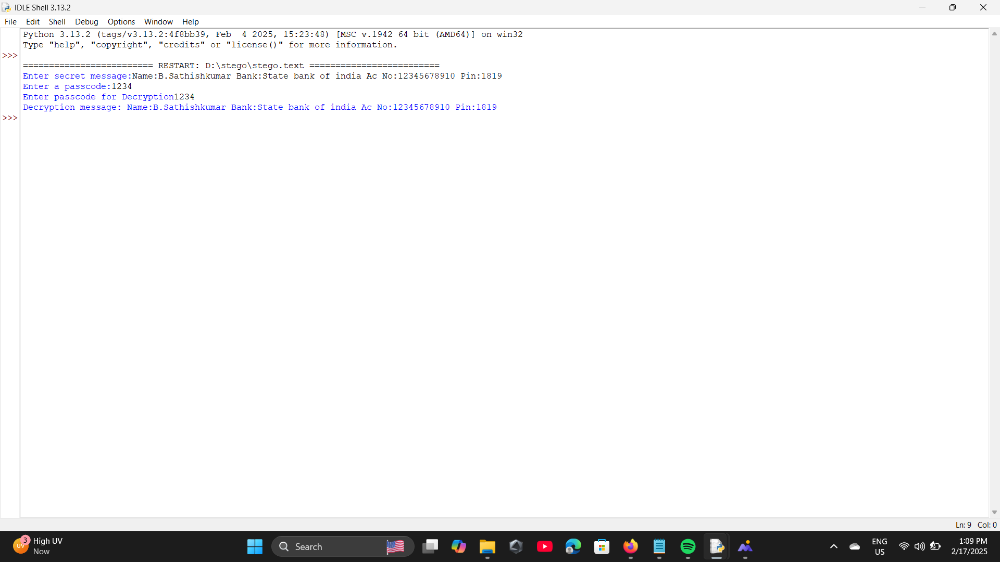 IDLE Shell 3.13.2
File Edit Shell Debug Options Window Help
Python 3.13.2 (tags/v3.13.2:4f8bb39, Feb  4 2025, 15:23:48) [MSC v.1942 64 bit (AMD64)] on win32
Type "help", "copyright", "credits" or "license()" for more information.
>>>
========================= RESTART: D:\stego\stego.text =========================
Enter secret message:Name:B.Sathishkumar Bank:State bank of india Ac No:12345678910 Pin:1819
Enter a passcode:1234
Enter passcode for Decryption1234
Decryption message: Name:B.Sathishkumar Bank:State bank of india Ac No:12345678910 Pin:1819
>>>
Ln: 9 Col: 0
3 UV High UV
Now
Search
ENG
US
1:09 PM
2/17/2025